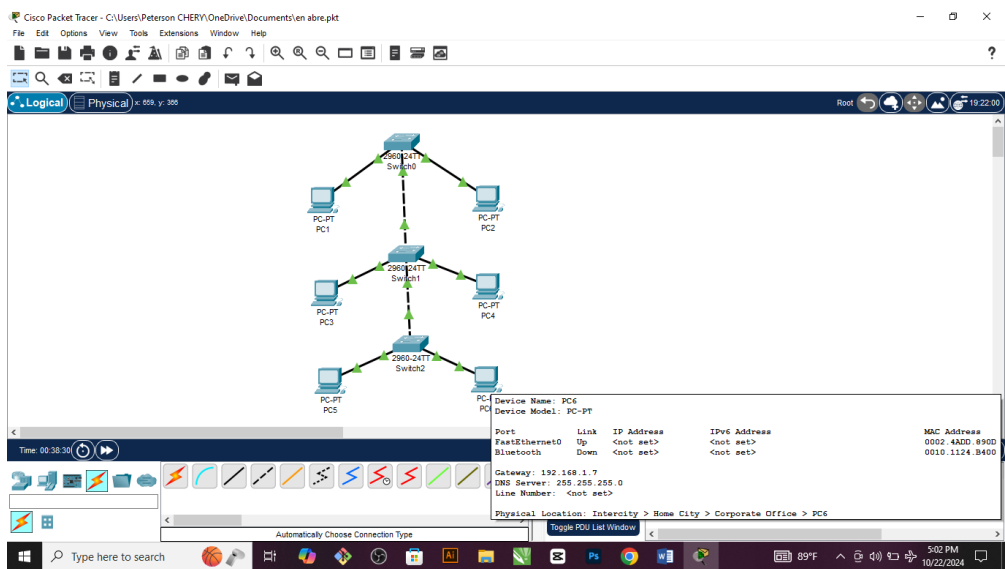 Cisco Packet Tracer - C:\Users\Peterson CHERY\OneDrive\Documents\en abre.pkt
File Edit Options View Tools Extensions Window Help
?
Logical Physical x: 659, y: 386 Root 19:22:00
2960-24TT
Switch0
PC-PT
PC1
PC-PT
PC2
2960-24TT
Switch1
PC-PT
PC3
PC-PT
PC4
2960-24TT
Switch2
PC-PT
PC5
Device Name: PC6
Device Model: PC-PT
Port Link IP Address IPv6 Address MAC Address
FastEthernet0 Up <not set> <not set> 0002.4ADD.890D
Bluetooth Down <not set> <not set> 0010.1124.B400
Gateway: 192.168.1.7
DNS Server: 255.255.255.0
Line Number: <not set>
Physical Location: Intercity > Home City > Corporate Office > PC6
Time: 00:38:30
Automatically Choose Connection Type
Toggle PDU List Window
Type here to search
Ai
Ps
89°F
5:02 PM
10/22/2024